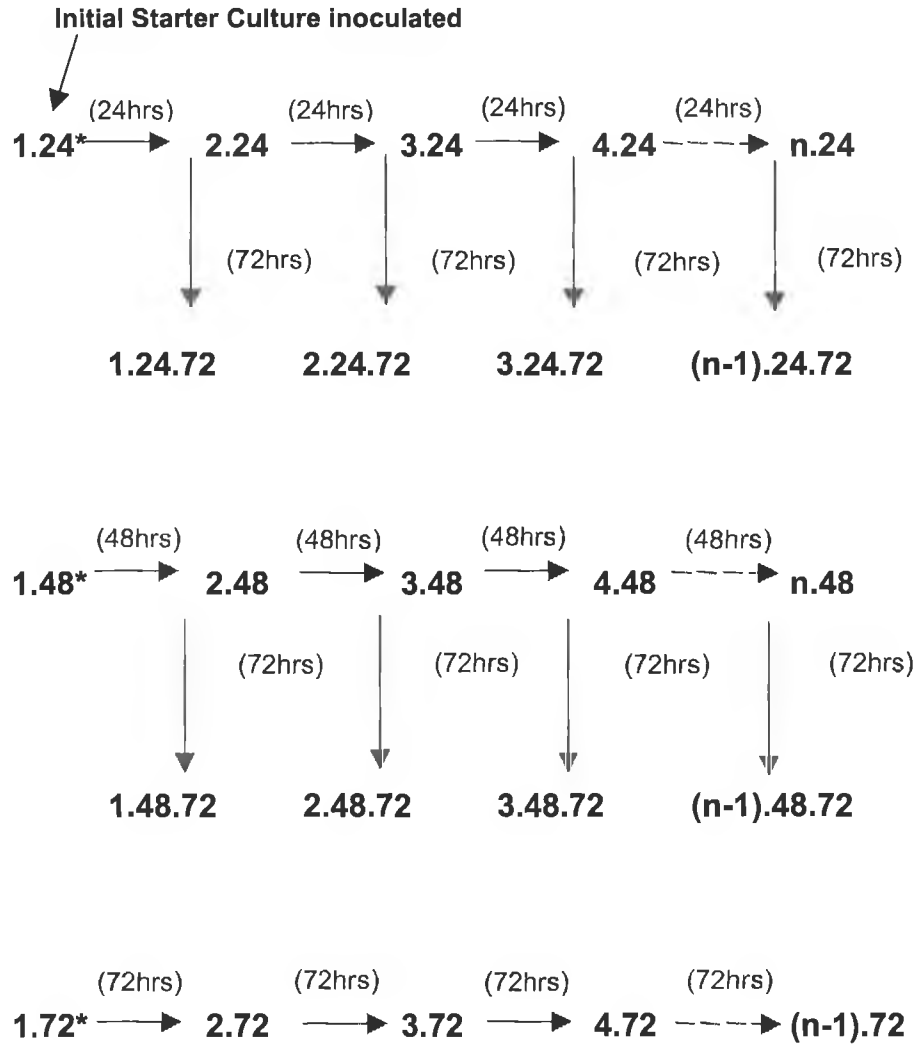 Initial Starter Culture inoculated
(24hrs) (24hrs) (24hrs) (24hrs)
1.24* 2.24 3.24 4.24 n.24
(72hrs) (72hrs) (72hrs) (72hrs)
1.24.72 2.24.72 3.24.72 (n-1).24.72
(48hrs) (48hrs) (48hrs) (48hrs)
1.48* 2.48 3.48 4.48 n.48
(72hrs) (72hrs) (72hrs) (72hrs)
1.48.72 2.48.72 3.48.72 (n-1).48.72
(72hrs) (72hrs) (72hrs) (72hrs)
1.72* 2.72 3.72 4.72 (n-1).72